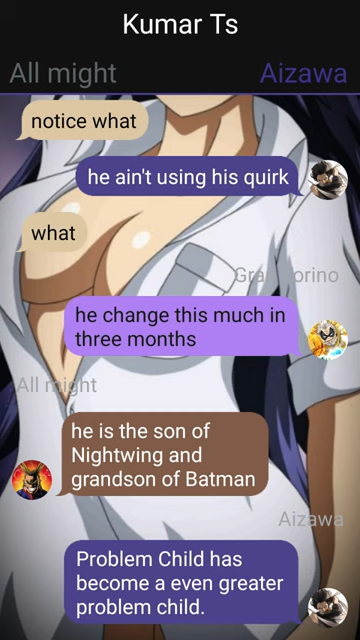 Kumar Ts
All might
Aizawa
notice what
he ain't using his quirk
what
he change this much in
three months
All might
he is the son of
Nightwing and
grandson of Batman
Aizawa
Problem Child has
become a even greater
problem child.